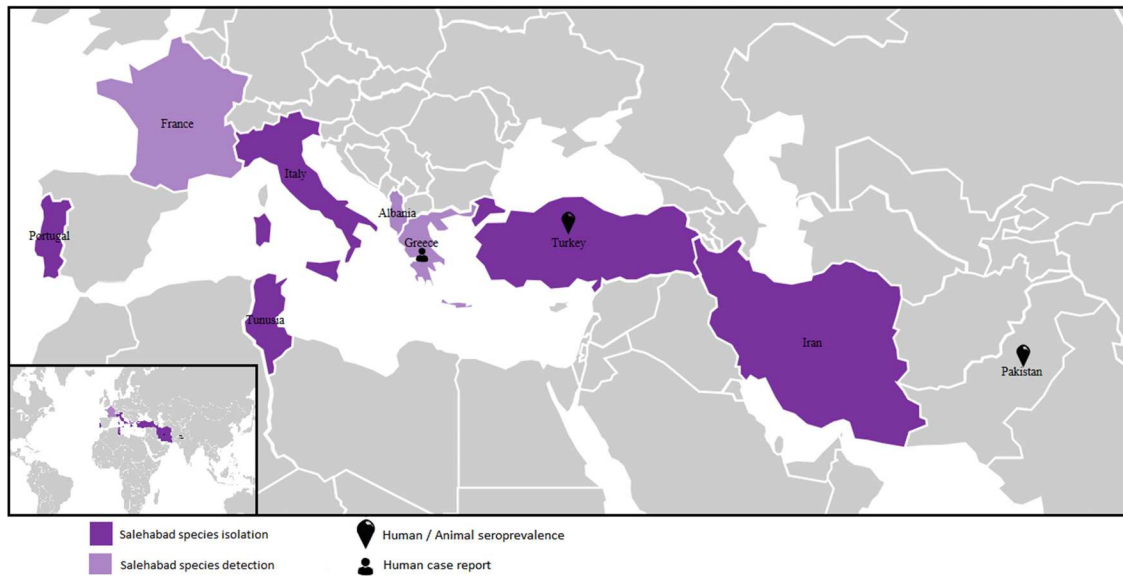 France
Italy
Albania
Portugal
Greece
Turkey
Tunusia
Iran
Pakistan
Salehabad species isolation
Human / Animal seroprevalence
Salehabad species detection
Human case report